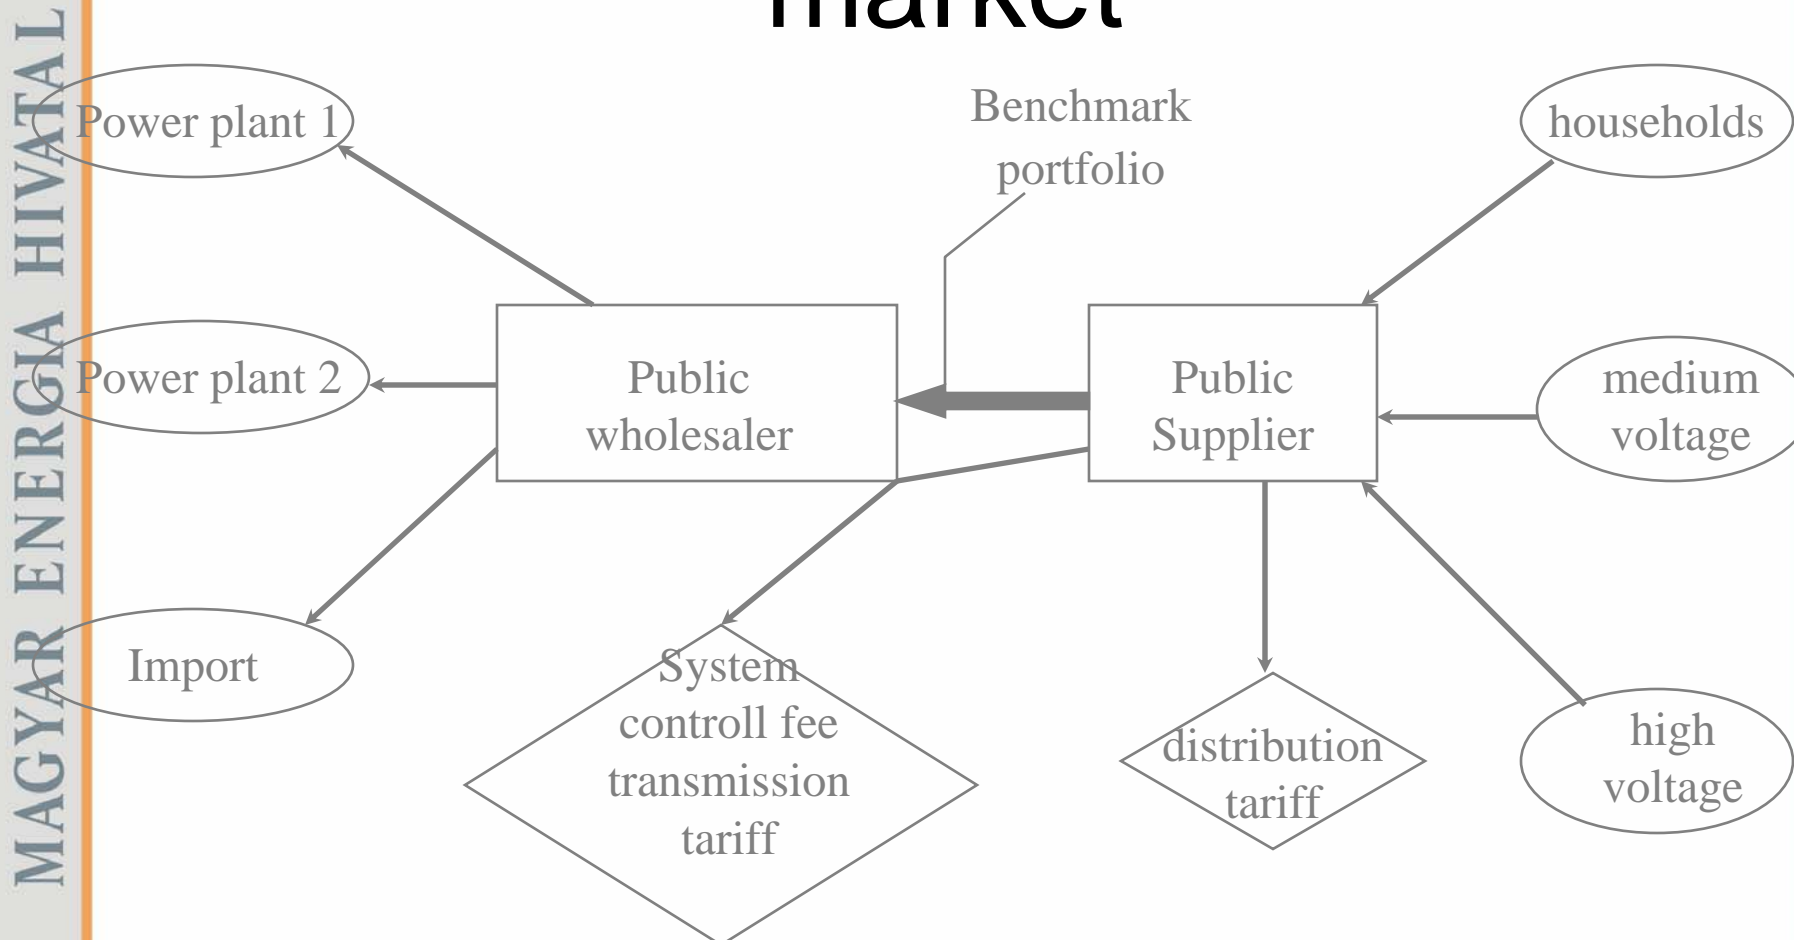 market
MAGYAR ENERGIA HIVATAL
Power plant 1
Benchmark
portfolio
households
Power plant 2
Public
wholesaler
Public
Supplier
medium
voltage
Import
System
controll fee
transmission
tariff
distribution
tariff
high
voltage